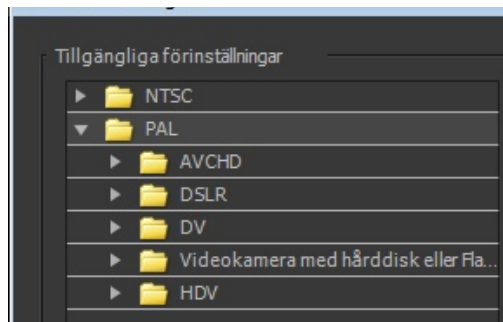 Tillgängliga förinställningar
NTSC
PAL
AVCHD
DSLR
DV
Videokamera med hårddisk eller Fla...
HDV